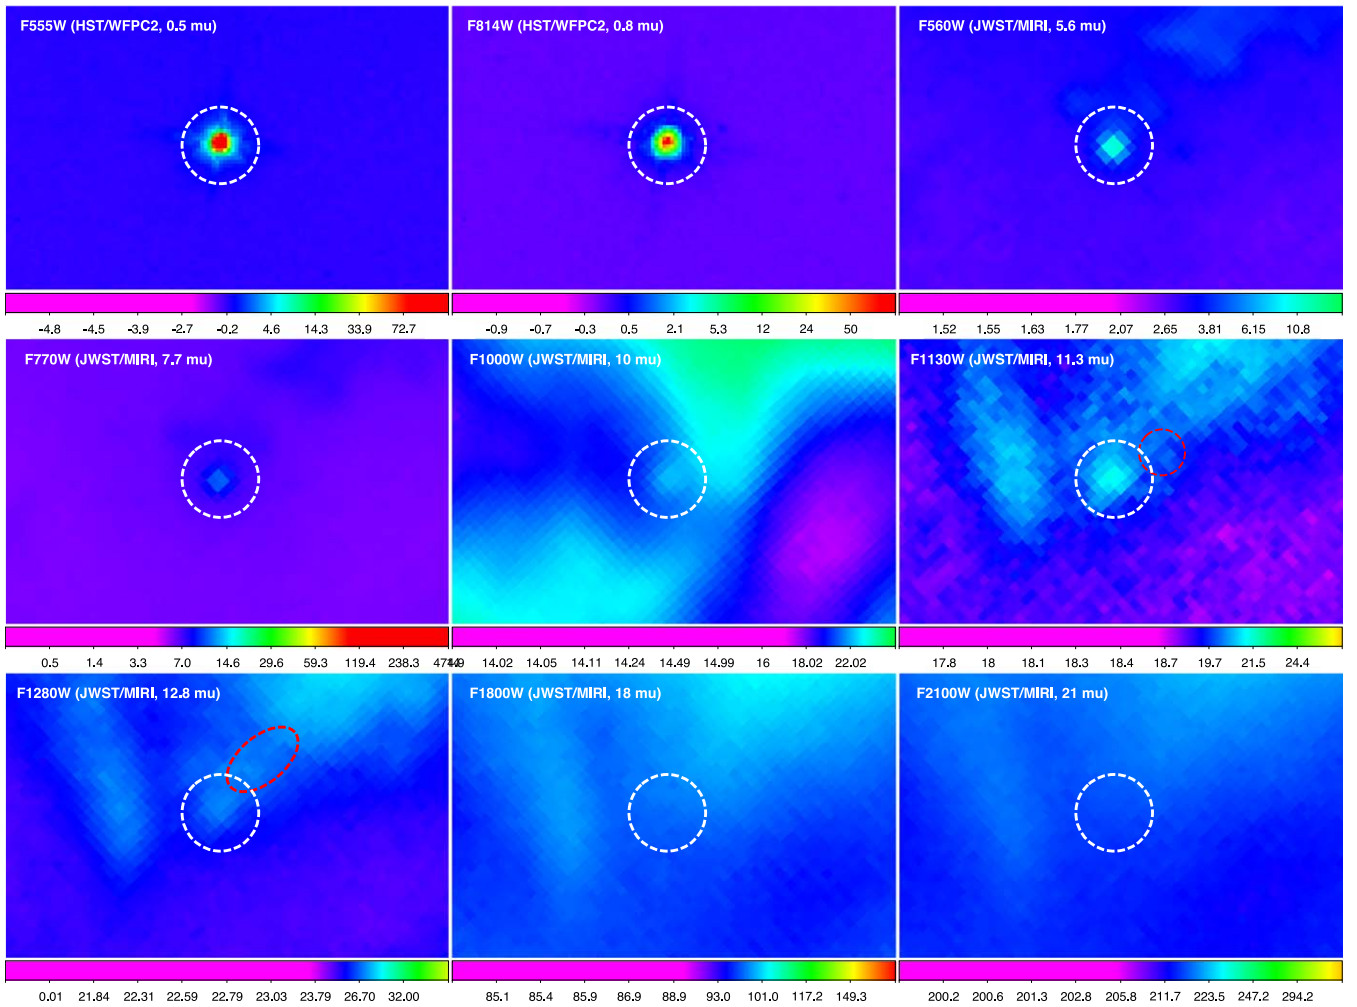 F555W (HST/WFPC2, 0.5 mu)
F814W (HST/WFPC2, 0.8 mu)
F560W (JWST/MIRI, 5.6 mu)
-4.8 -4.5 -3.9 -2.7 -0.2 4.6 14.3 33.9 72.7
-0.9 -0.7 -0.3 0.5 2.1 5.3 12 24 50
1.52 1.55 1.63 1.77 2.07 2.65 3.81 6.15 10.8
F770W (JWST/MIRI, 7.7 mu)
F1000W (JWST/MIRI, 10 mu)
F1130W (JWST/MIRI, 11.3 mu)
0.5 1.4 3.3 7.0 14.6 29.6 59.3 119.4 238.3
14.02 14.05 14.11 14.24 14.49 14.99 16 18.02 22.02
17.8 18 18.1 18.3 18.4 18.7 19.7 21.5 24.4
F1280W (JWST/MIRI, 12.8 mu)
F1800W (JWST/MIRI, 18 mu)
F2100W (JWST/MIRI, 21 mu)
0.01 21.84 22.31 22.59 22.79 23.03 23.79 26.70 32.00
85.1 85.4 85.9 86.9 88.9 93.0 101.0 117.2 149.3
200.2 200.6 201.3 202.8 205.8 211.7 223.5 247.2 294.2